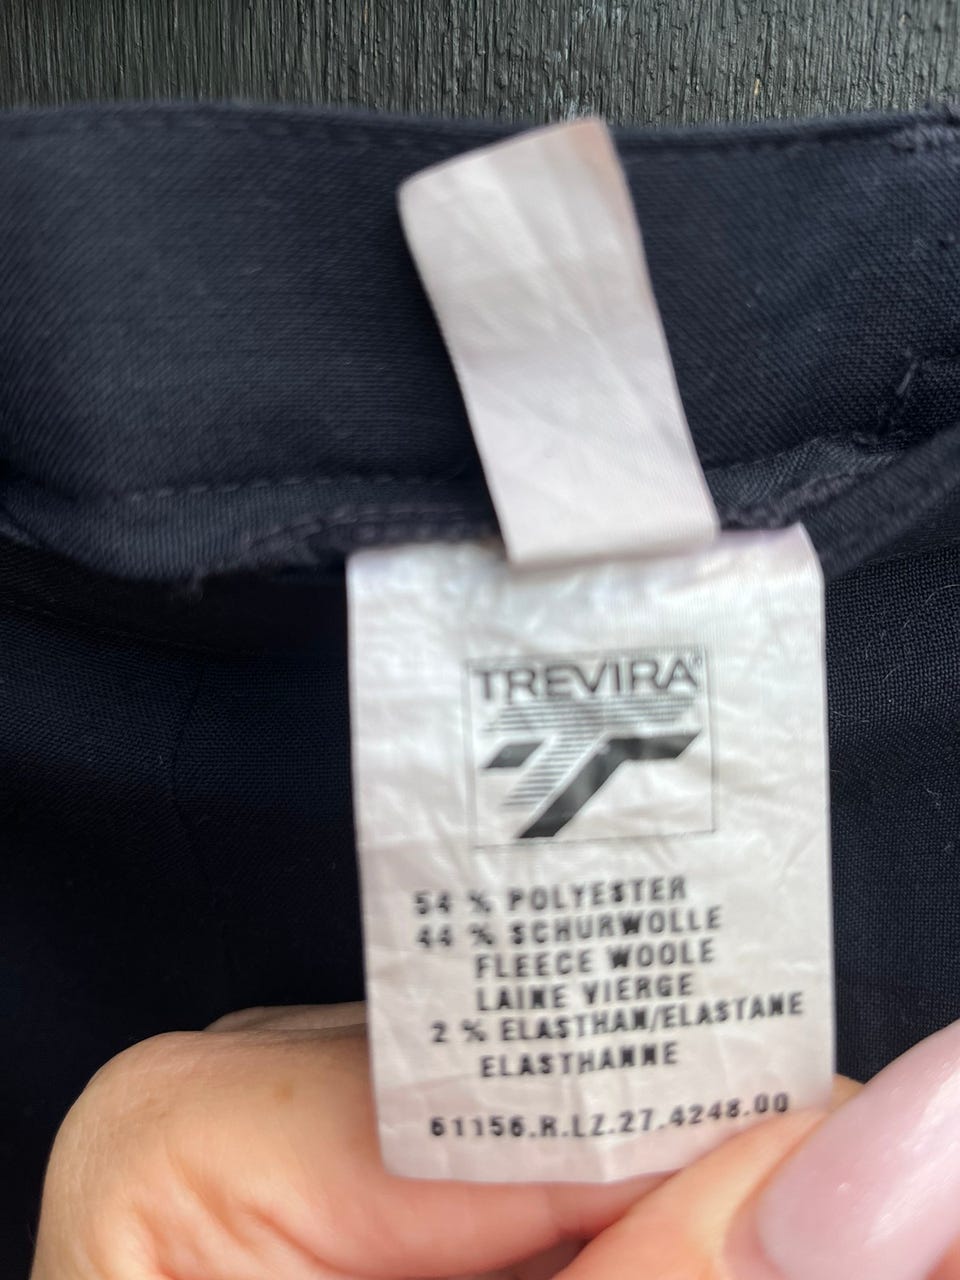 TREVIRA®
54 % POLYESTER
44 % SCHURWOLLE
FLEECE WOOLE
LAINE VIERGE
2 % ELASTHAN/ELASTANE
ELASTHANNE
61156.R.LZ.27.4248.00